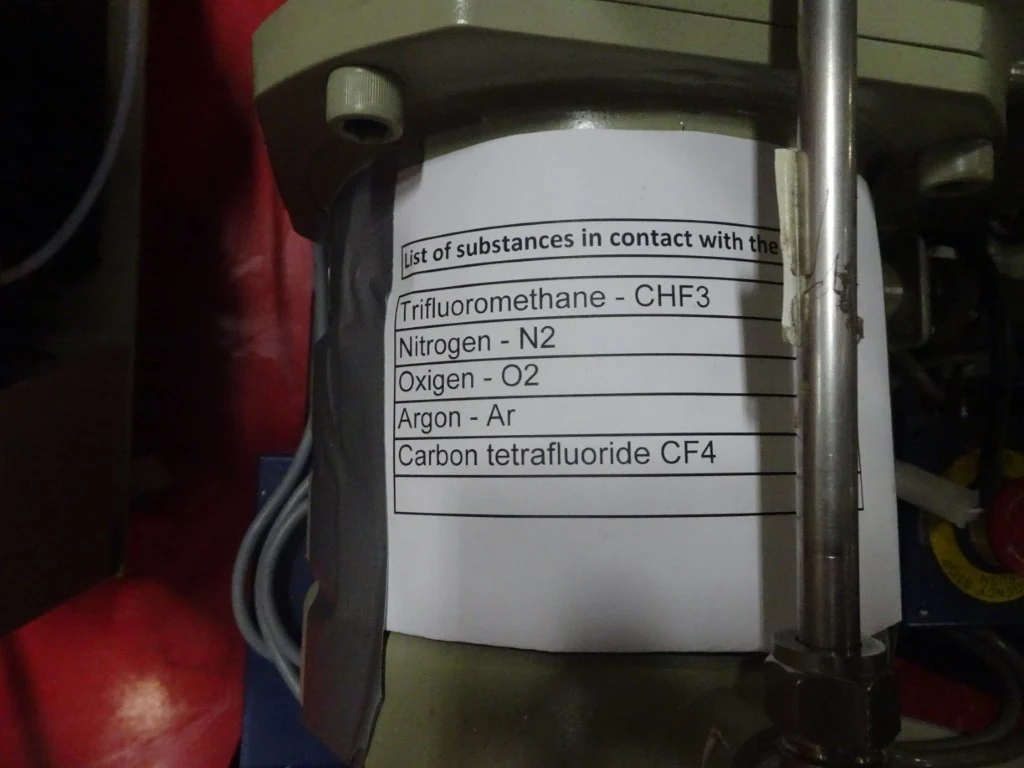 List of substances in contact with the
Trifluoromethane - CHF3
Nitrogen - N2
Oxigen - O2
Argon - Ar
Carbon tetrafluoride CF4